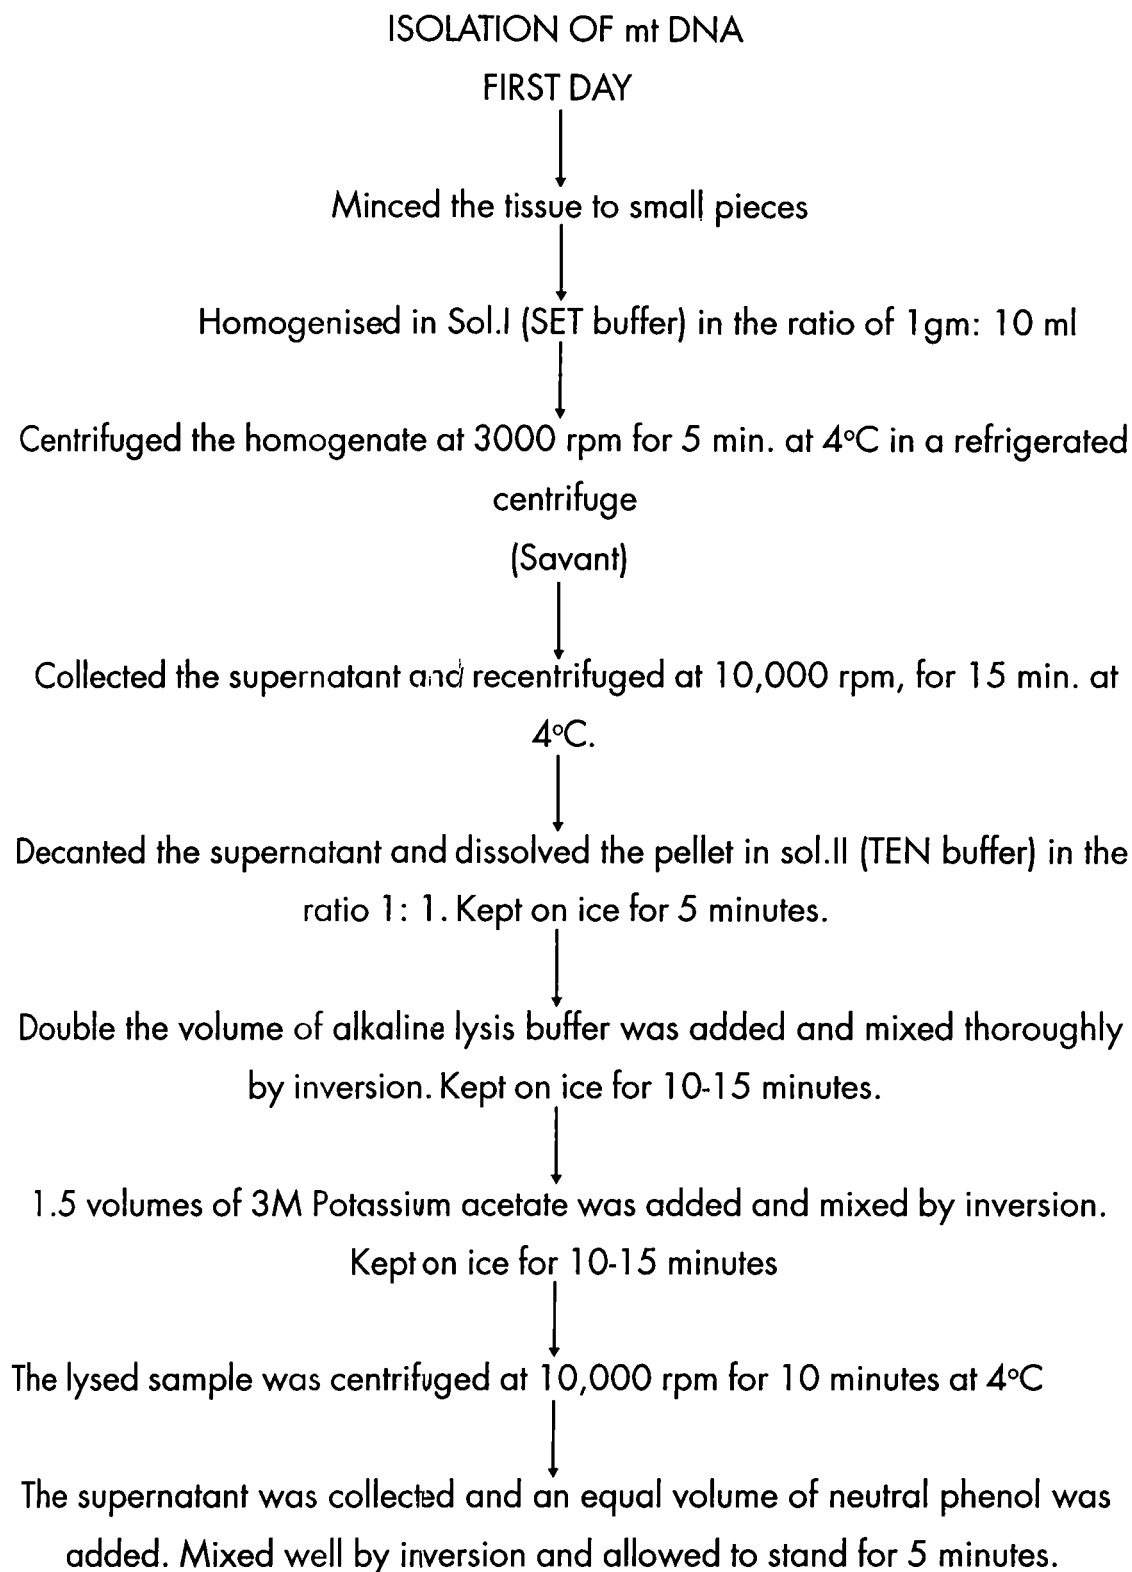 ISOLATION OF mt DNA
FIRST DAY
Minced the tissue to small pieces
Homogenised in Sol.I (SET buffer) in the ratio of 1gm: 10 ml
Centrifuged the homogenate at 3000 rpm for 5 min. at 4°C in a refrigerated
centrifuge
(Savant)
Collected the supernatant and recentrifuged at 10,000 rpm, for 15 min. at
4°C.
Decanted the supernatant and dissolved the pellet in sol.II (TEN buffer) in the
ratio 1: 1. Kept on ice for 5 minutes.
Double the volume of alkaline lysis buffer was added and mixed thoroughly
by inversion. Kept on ice for 10-15 minutes.
1.5 volumes of 3M Potassium acetate was added and mixed by inversion.
Kept on ice for 10-15 minutes
The lysed sample was centrifuged at 10,000 rpm for 10 minutes at 4°C
The supernatant was collected and an equal volume of neutral phenol was
added. Mixed well by inversion and allowed to stand for 5 minutes.